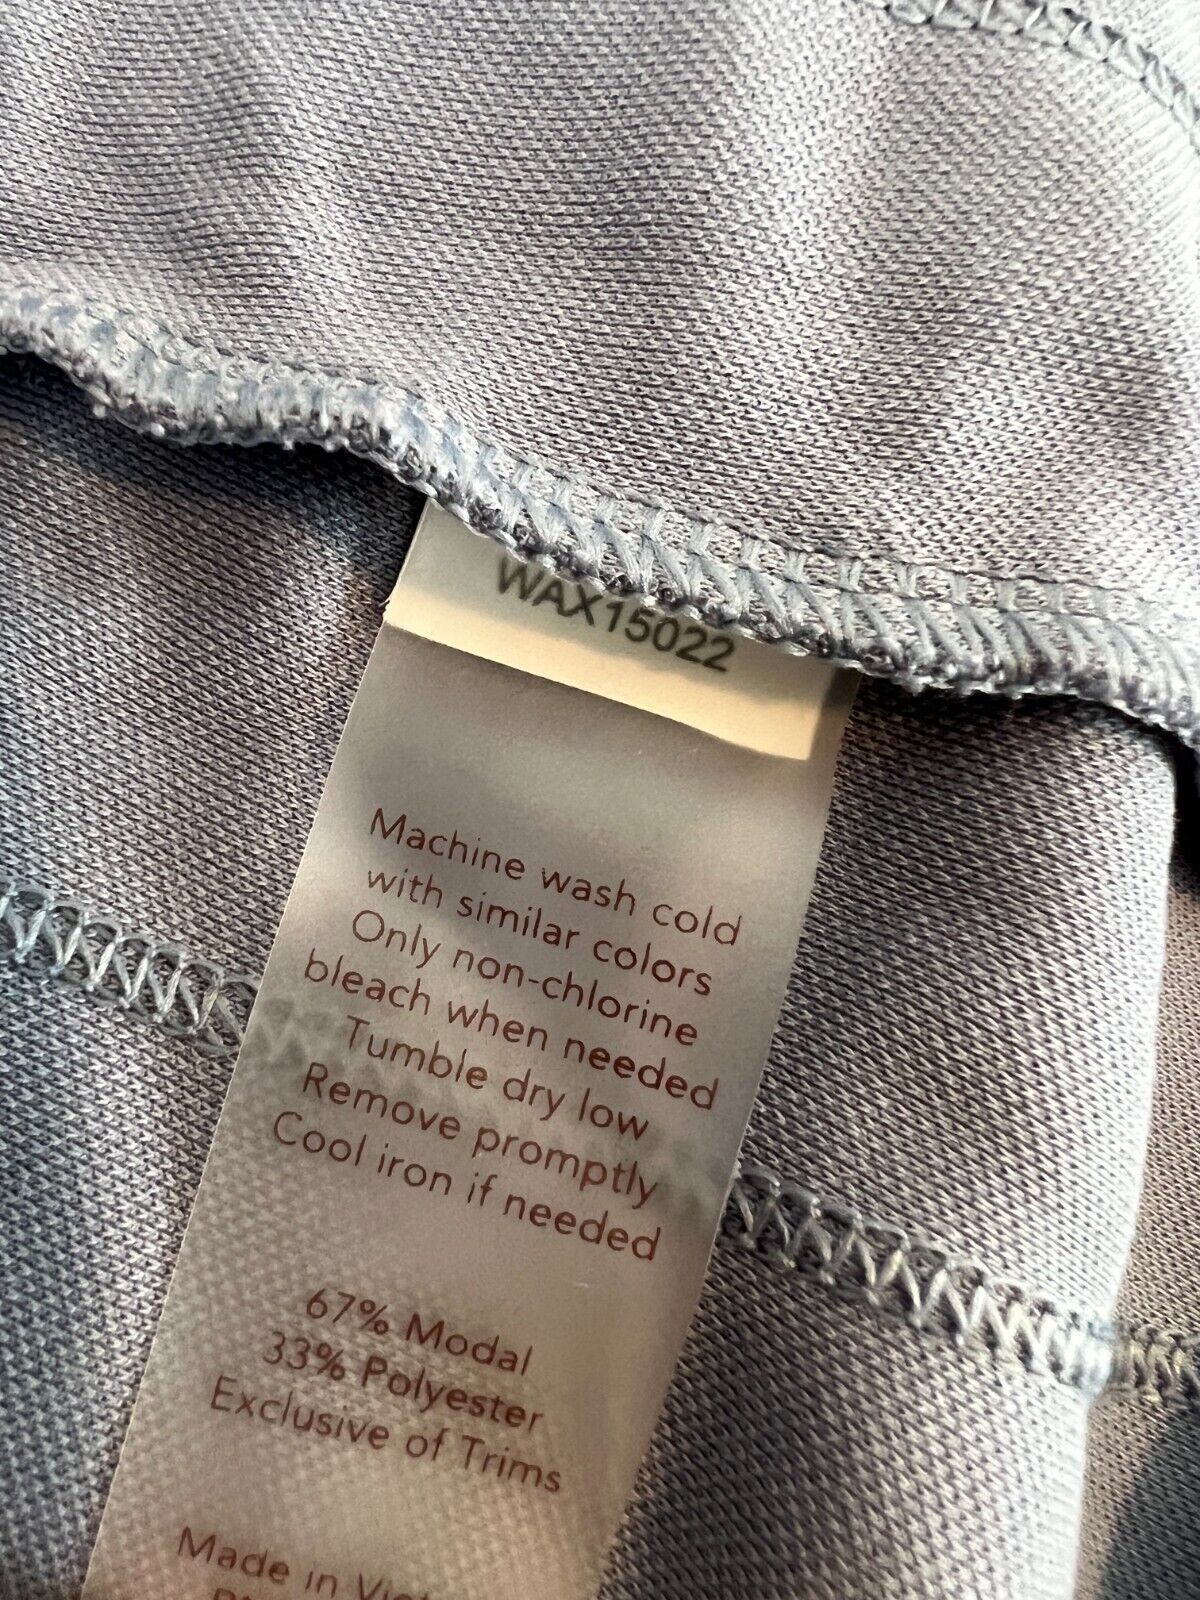 WAX15022
Machine wash cold
with similar colors
Only non-chlorine
bleach when needed
Tumble dry low
Remove promptly
Cool iron if needed
67% Modal
33% Polyester
Exclusive of Trims
Made in